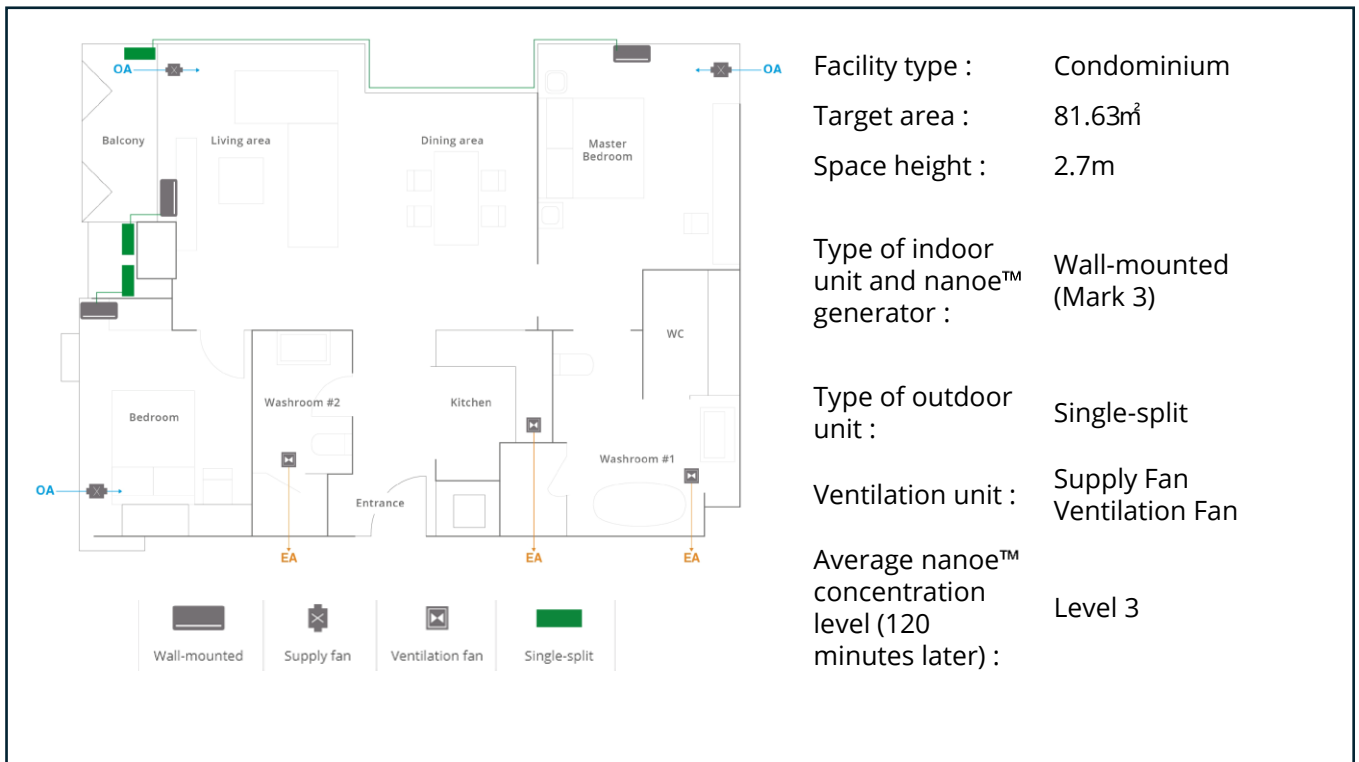 OA
OA
Balcony
Living area
Dining area
Master
Bedroom
WC
Bedroom
Washroom #2
Kitchen
Washroom #1
OA
Entrance
EA
EA
EA
Wall-mounted
Supply fan
Ventilation fan
Single-split
Facility type :
Condominium
Target area :
81.63㎡
Space height :
2.7m
Type of indoor
unit and nanoe™
generator :
Wall-mounted
(Mark 3)
Type of outdoor
unit :
Single-split
Ventilation unit :
Supply Fan
Ventilation Fan
Average nanoe™
concentration
level (120
minutes later) :
Level 3